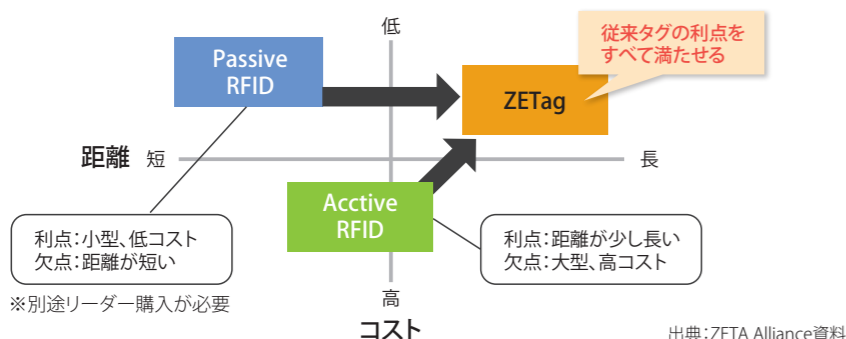 低
従来タグの利点を
すべて満たせる
Passive
RFID
ZETag
距離 短
長
Acctive
RFID
利点：小型、低コスト
欠点：距離が短い
利点：距離が少し長い
欠点：大型、高コスト
※別途リーダー購入が必要
高
コスト
出典：ZETA Alliance資料